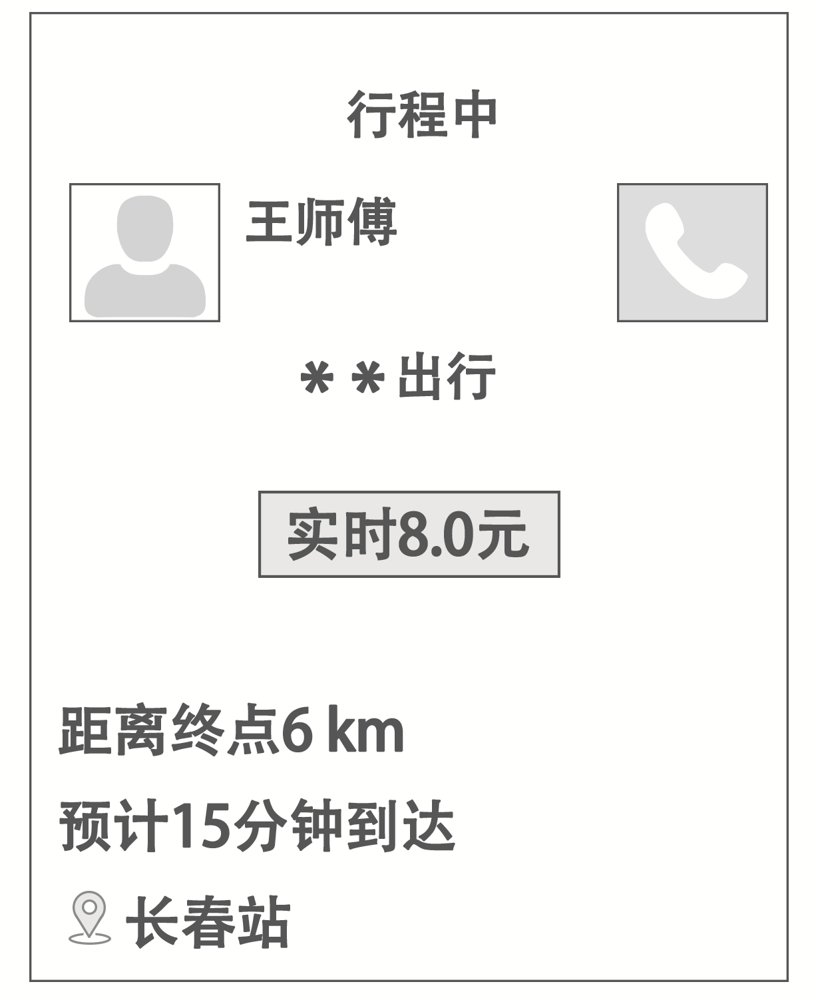 行程中
王师傅
**出行
实时8.0元
距离终点6 km
预计15分钟到达
长春站